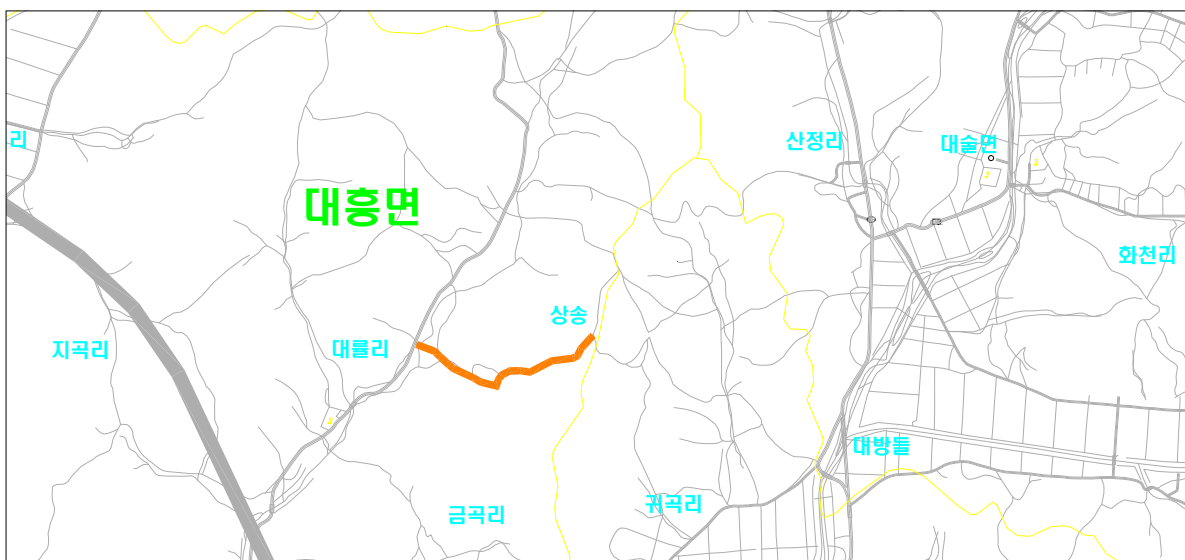 리
산정리
대술면
대흥면
화천리
상송
지곡리
대률리
대방들
금곡리
귀곡리